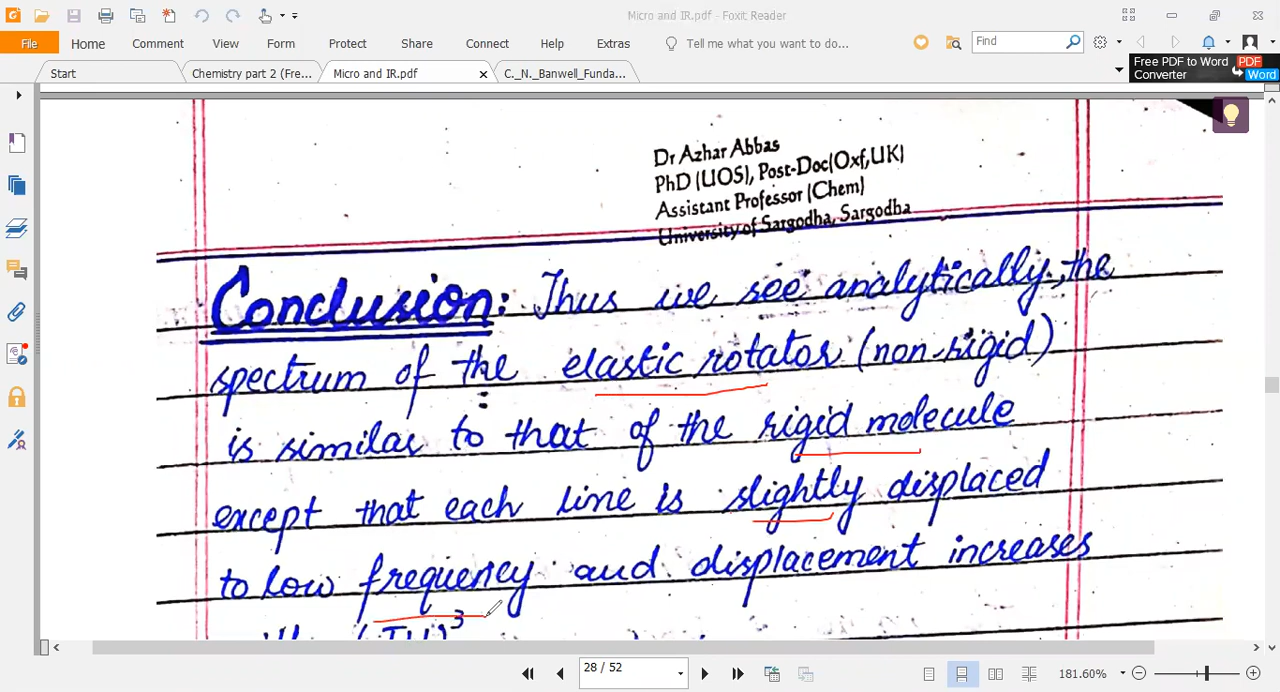 Micro and IR.pdf - Foxit Reader
File Home Comment View Form Protect Share Connect Help Extras Tell me what you want to do... Find
Start Chemistry part 2 (Fre... Micro and IR.pdf C._N._Banwell_Funda...
Free PDF to Word PDF
Converter Word
Dr Azhar Abbas
PhD (UOS), Post-Doc(Oxf,UK)
Assistant Professor (Chem)
University of Sargodha, Sargodha
Conclusion: Thus we see analytically, the
spectrum of the elastic rotator (non-rigid)
is similar to that of the rigid molecule
except that each line is slightly displaced
to low frequency and displacement increases
28 / 52
181.60%